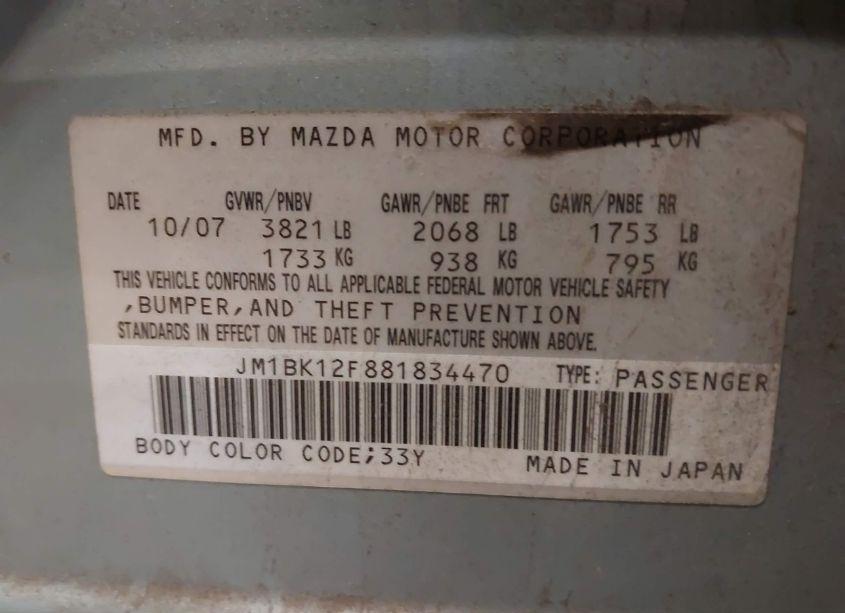 MFD. BY MAZDA MOTOR CORPORATION
DATE GVWR/PNBV GAWR/PNBE FRT GAWR/PNBE RR
10/07 3821 LB 2068 LB 1753 LB
1733 KG 938 KG 795 KG
THIS VEHICLE CONFORMS TO ALL APPLICABLE FEDERAL MOTOR VEHICLE SAFETY
,BUMPER,AND THEFT PREVENTION
STANDARDS IN EFFECT ON THE DATE OF MANUFACTURE SHOWN ABOVE.
JM1BK12F881834470 TYPE: PASSENGER
BODY COLOR CODE;33Y MADE IN JAPAN